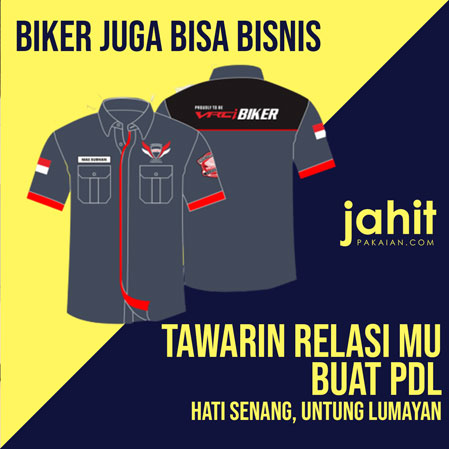 BIKER JUGA BISA BISNIS
PROUDLY TO BE
VRCI BIKER
jahit
PAKAIAN.COM
TAWARIN RELASI MU
BUAT PDL
HATI SENANG, UNTUNG LUMAYAN